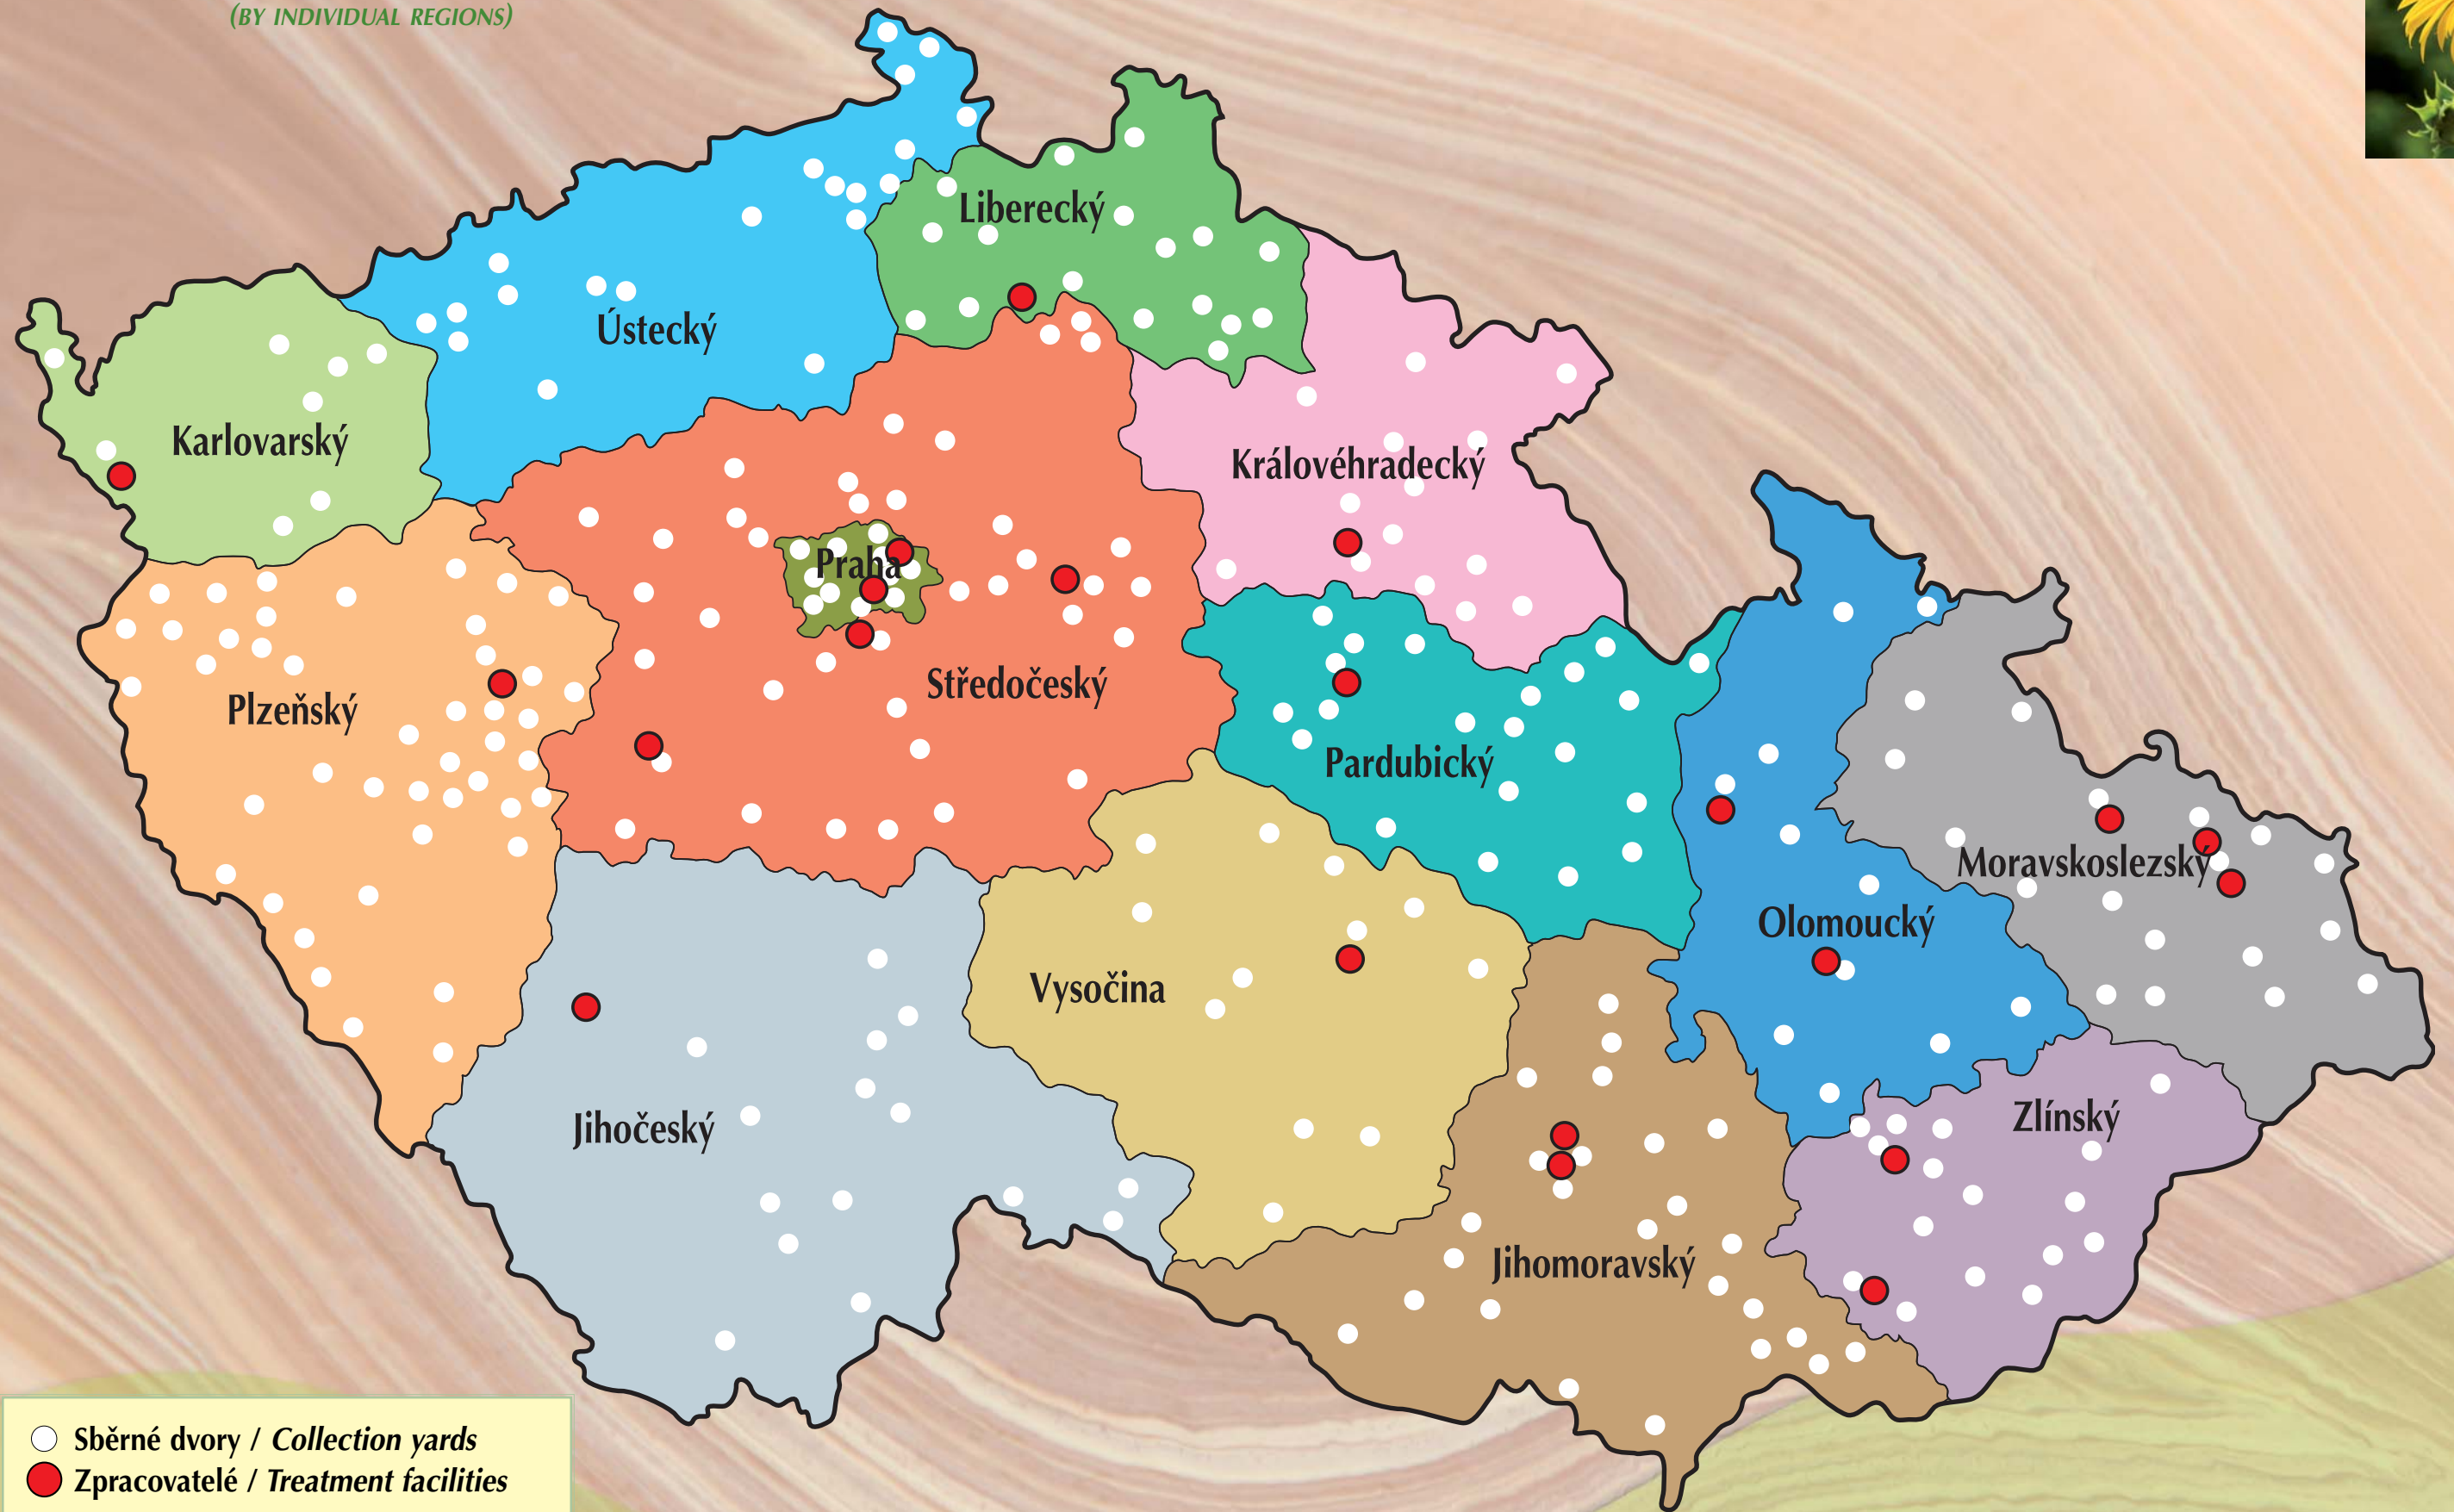 (BY INDIVIDUAL REGIONS)
Liberecký
Ústecký
Karlovarský
Královéhradecký
Praha
Středočeský
Plzeňský
Pardubický
Moravskoslezský
Olomoucký
Vysočina
Zlínský
Jihočeský
Jihomoravský
Sběrné dvory / Collection yards
Zpracovatelé / Treatment facilities